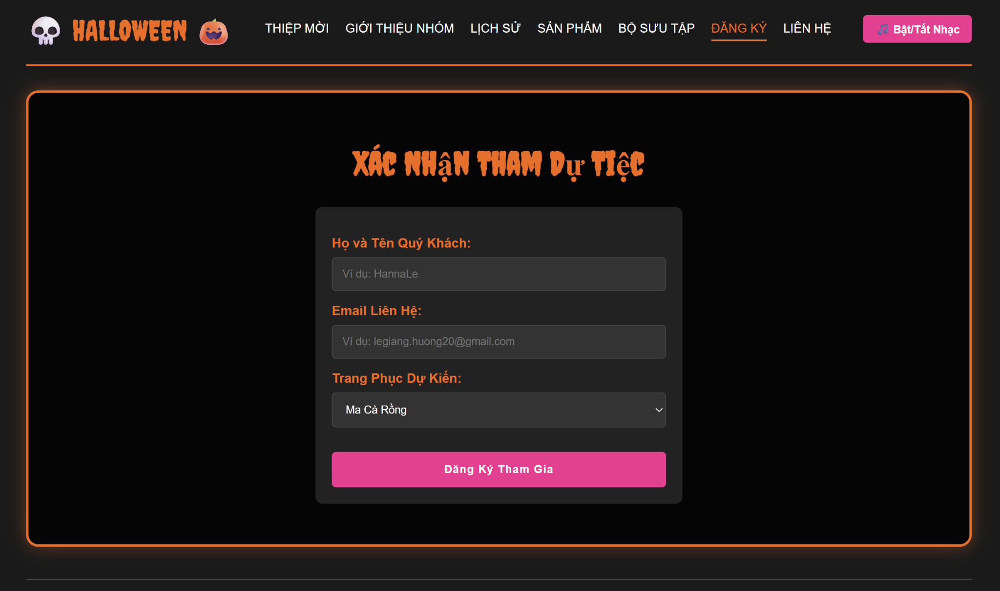 HALLOWEEN
THIỆP MỜI
GIỚI THIỆU NHÓM
LỊCH SỬ
SẢN PHẨM
BỘ SƯU TẬP
ĐĂNG KÝ
LIÊN HỆ
🎵 Bật/Tắt Nhạc
XÁC NHậN THAM Dự TIệC
Họ và Tên Quý Khách:
Ví dụ: HannaLe
Email Liên Hệ:
Ví dụ: legiang.huong20@gmail.com
Trang Phục Dự Kiến:
Ma Cà Rồng
Đăng Ký Tham Gia